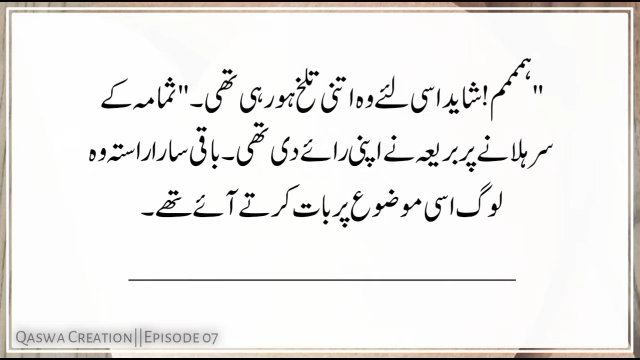 "ہمممم! شاید اسی لئے وہ اتنی تلخ ہو رہی تھی۔" ثمامہ کے
سر ہلانے پر بریعہ نے اپنی رائے دی تھی۔ باقی سارا راستہ وہ
لوگ اسی موضوع پر بات کرتے آئے تھے۔
Qaswa Creation||Episode 07